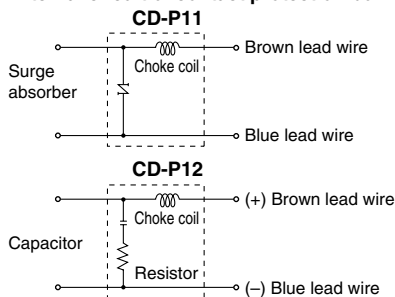 CD-P11
Brown lead wire
Choke coil
Surge
absorber
Blue lead wire
CD-P12
(+) Brown lead wire
Choke coil
Capacitor
Resistor
(–) Blue lead wire